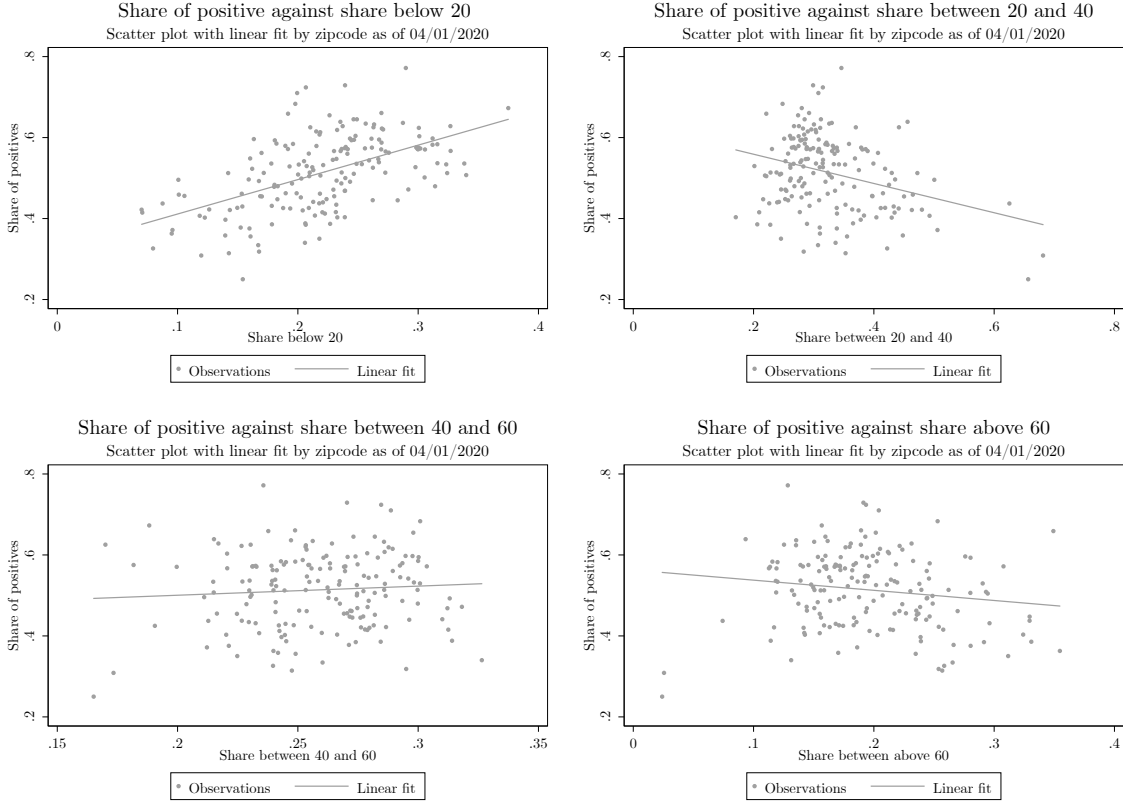 Share of positive against share below 20
Scatter plot with linear fit by zipcode as of 04/01/2020
Share of positives
.8
.6
.4
.2
0 .1 .2 .3 .4
Share below 20
Observations Linear fit
Share of positive against share between 20 and 40
Scatter plot with linear fit by zipcode as of 04/01/2020
Share of positives
.8
.6
.4
.2
0 .2 .4 .6 .8
Share between 20 and 40
Observations Linear fit
Share of positive against share between 40 and 60
Scatter plot with linear fit by zipcode as of 04/01/2020
Share of positives
.8
.6
.4
.2
.15 .2 .25 .3 .35
Share between 40 and 60
Observations Linear fit
Share of positive against share above 60
Scatter plot with linear fit by zipcode as of 04/01/2020
Share of positives
.8
.6
.4
.2
0 .1 .2 .3 .4
Share between above 60
Observations Linear fit